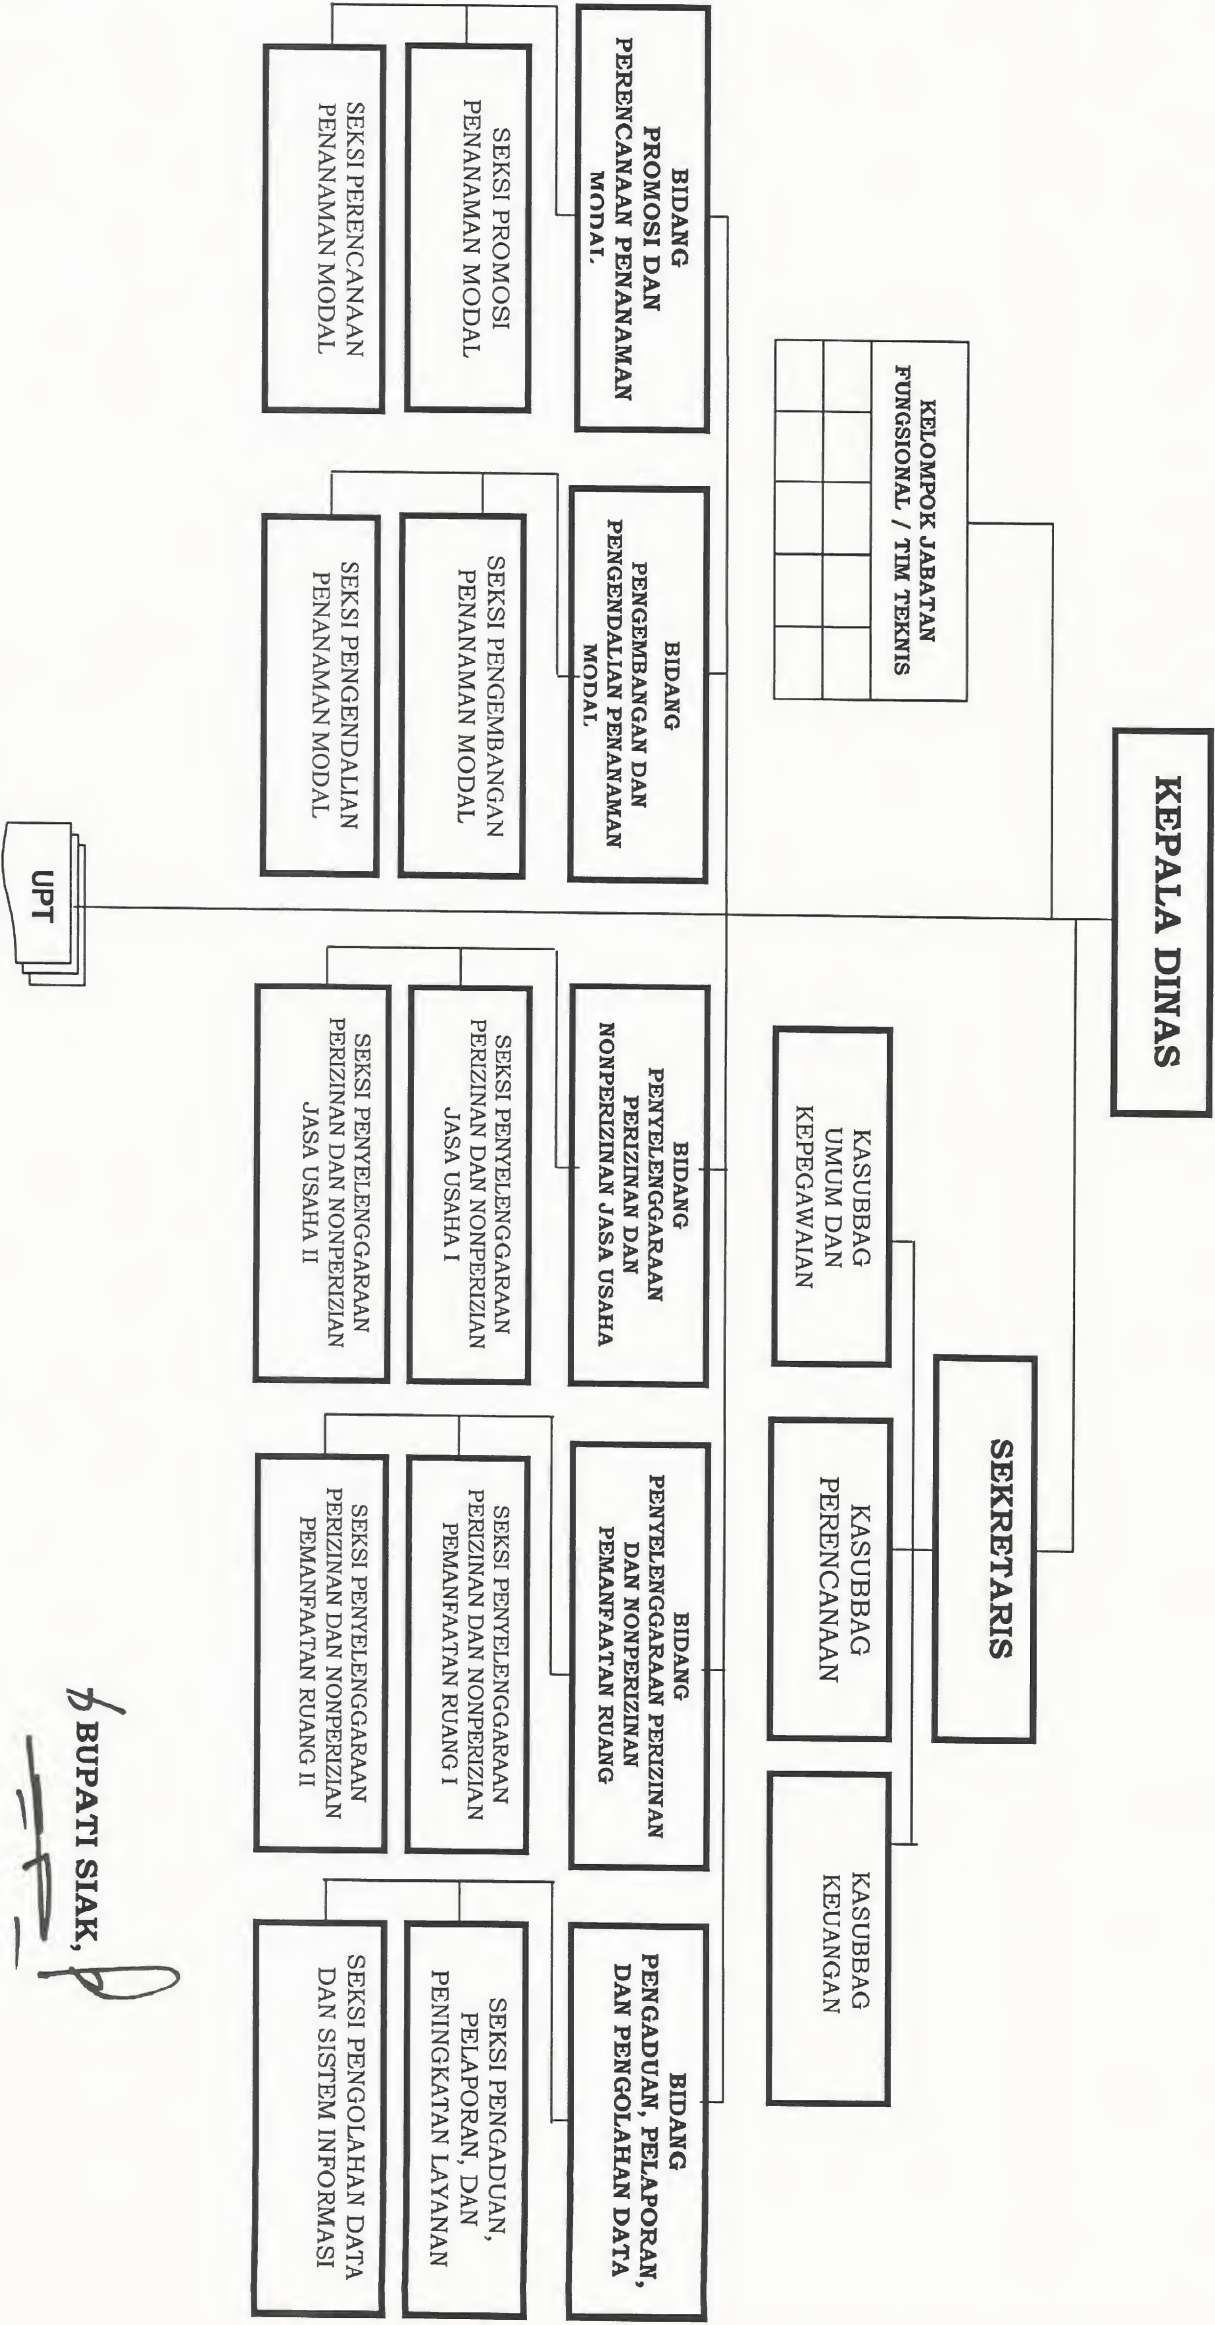 KEPALA DINAS
SEKRETARIS
KELOMPOK JABATAN
FUNGSIONAL / TIM TEKNIS
KASUBBAG
UMUM DAN
KEPEGAWAIAN
KASUBBAG
PERENCANAAN
KASUBBAG
KEUANGAN
BIDANG
PROMOSI DAN
PERENCANAAN PENANAMAN
MODAL
BIDANG
PENGEMBANGAN DAN
PENGENDALIAN PENANAMAN
MODAL
BIDANG
PENYELENGGARAAN
PERIZINAN DAN
NONPERIZINAN JASA USAHA
BIDANG
PENYELENGGARAAN PERIZINAN
DAN NONPERIZINAN
PEMANFAATAN RUANG
BIDANG
PENGADUAN, PELAPORAN,
DAN PENGOLAHAN DATA
SEKSI PROMOSI
PENANAMAN MODAL
SEKSI PENGEMBANGAN
PENANAMAN MODAL
SEKSI PENYELENGGARAAN
PERIZINAN DAN NONPERIZIAN
JASA USAHA I
SEKSI PENYELENGGARAAN
PERIZINAN DAN NONPERIZIAN
PEMANFAATAN RUANG I
SEKSI PENGADUAN,
PELAPORAN, DAN
PENINGKATAN LAYANAN
SEKSI PERENCANAAN
PENANAMAN MODAL
SEKSI PENGENDALIAN
PENANAMAN MODAL
SEKSI PENYELENGGARAAN
PERIZINAN DAN NONPERIZIAN
JASA USAHA II
SEKSI PENYELENGGARAAN
PERIZINAN DAN NONPERIZIAN
PEMANFAATAN RUANG II
SEKSI PENGOLAHAN DATA
DAN SISTEM INFORMASI
UPT
BUPATI SIAK,